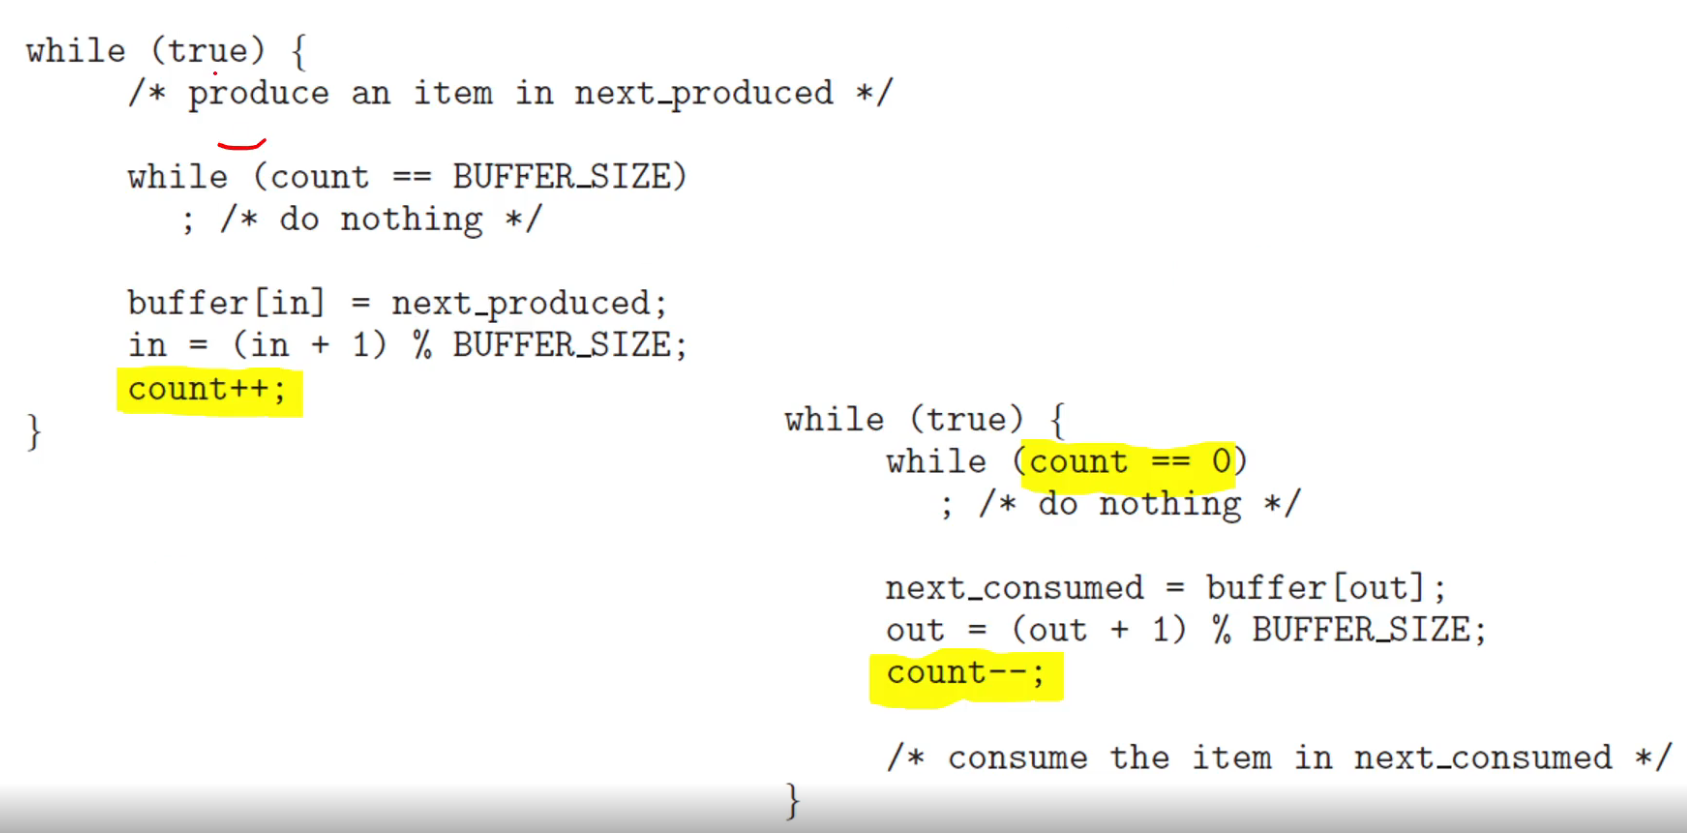 while (true) {
/* produce an item in next_produced */
while (count == BUFFER_SIZE)
; /* do nothing */
buffer[in] = next_produced;
in = (in + 1) % BUFFER_SIZE;
count++;
}
while (true) {
while (count == 0)
; /* do nothing */
next_consumed = buffer[out];
out = (out + 1) % BUFFER_SIZE;
count--;
/* consume the item in next_consumed */
}